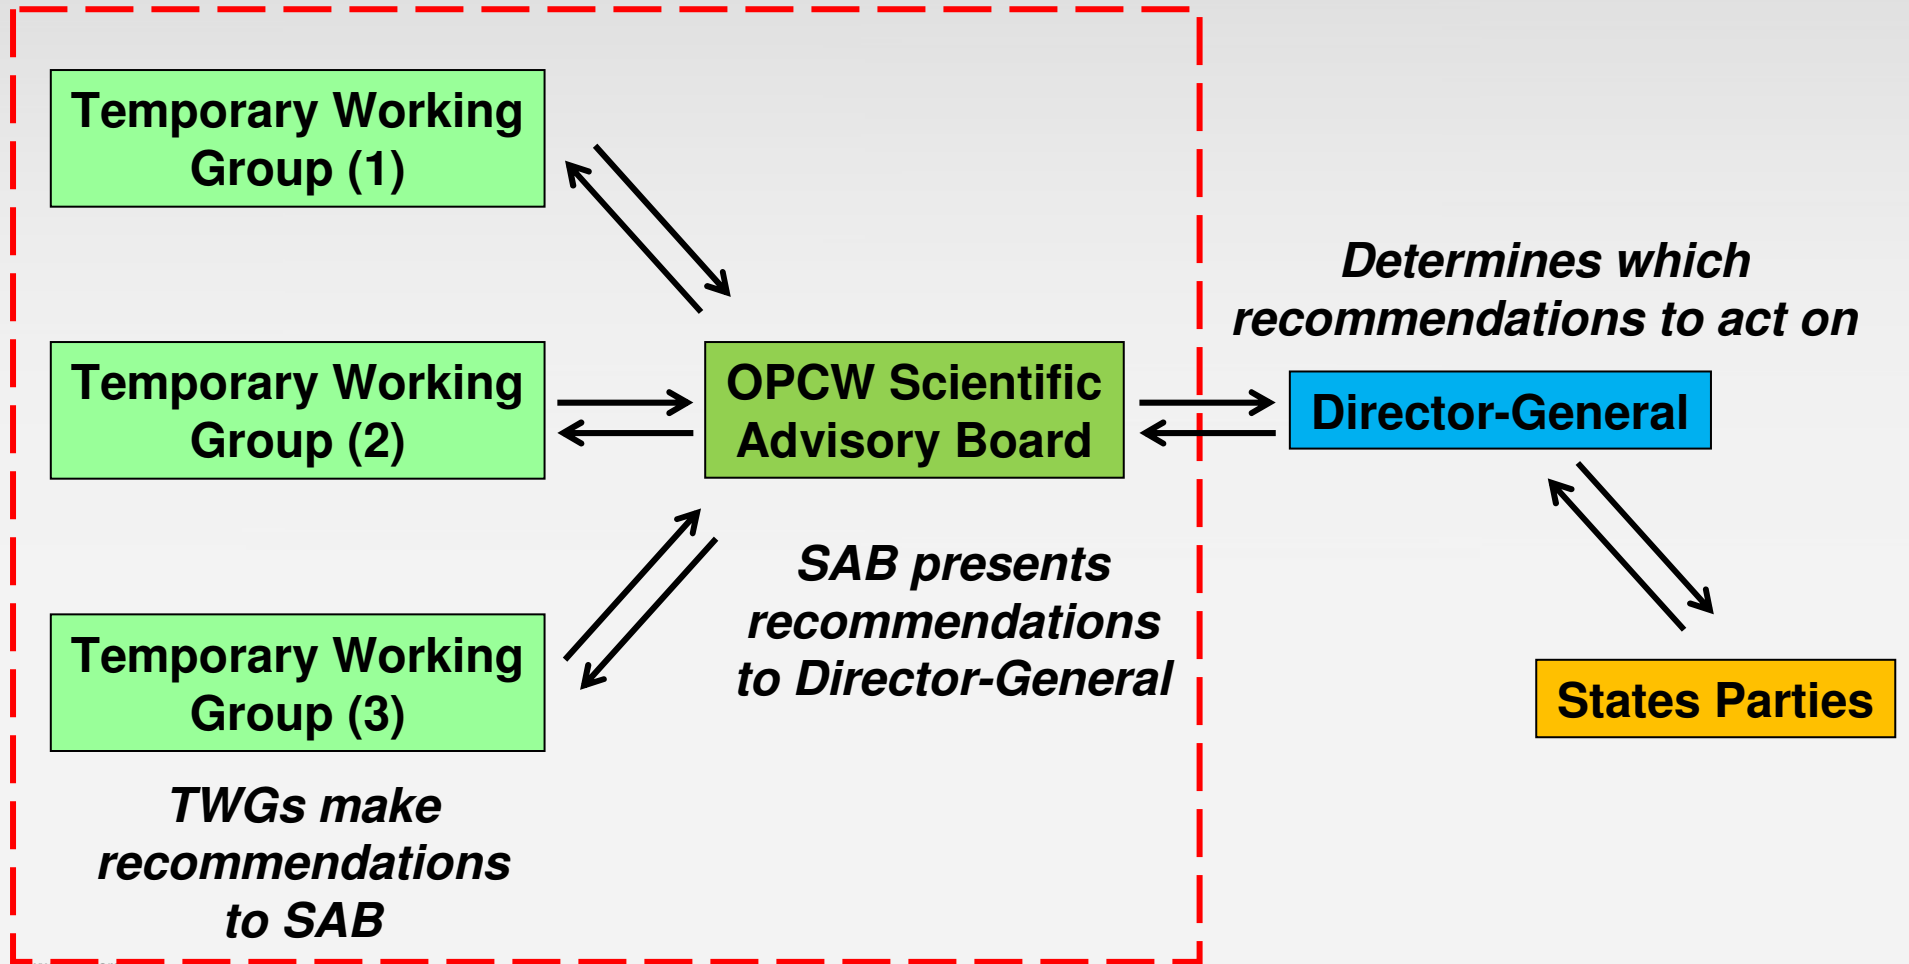 Temporary Working
Group (1)
Temporary Working
Group (2)
Temporary Working
Group (3)
TWGs make
recommendations
to SAB
OPCW Scientific
Advisory Board
SAB presents
recommendations
to Director-General
Determines which
recommendations to act on
Director-General
States Parties